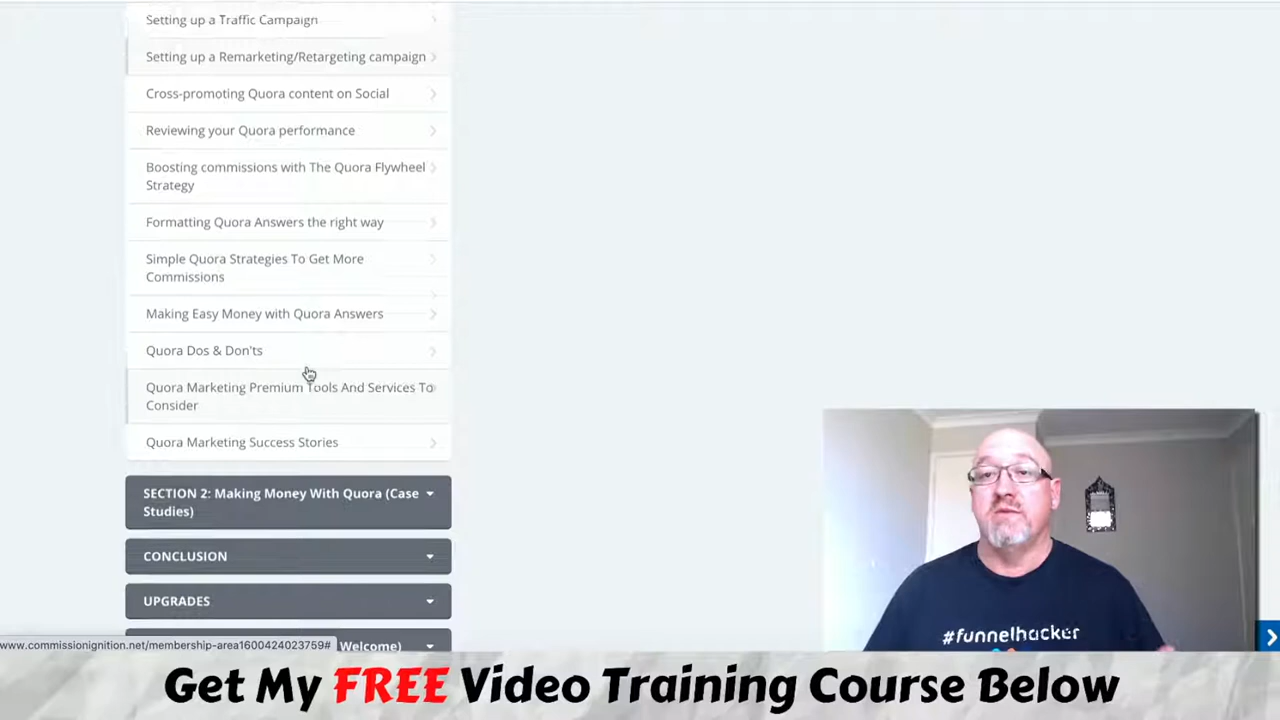 Setting up a Traffic Campaign
Setting up a Remarketing/Retargeting campaign
Cross-promoting Quora content on Social
Reviewing your Quora performance
Boosting commissions with The Quora Flywheel
Strategy
Formatting Quora Answers the right way
Simple Quora Strategies To Get More
Commissions
Making Easy Money with Quora Answers
Quora Dos & Don'ts
Quora Marketing Premium Tools And Services To
Consider
Quora Marketing Success Stories
SECTION 2: Making Money With Quora (Case
Studies)
CONCLUSION
UPGRADES
www.commissionignition.net/membership-area1600424023759#
Welcome)
#funnelhacker
Get My FREE Video Training Course Below